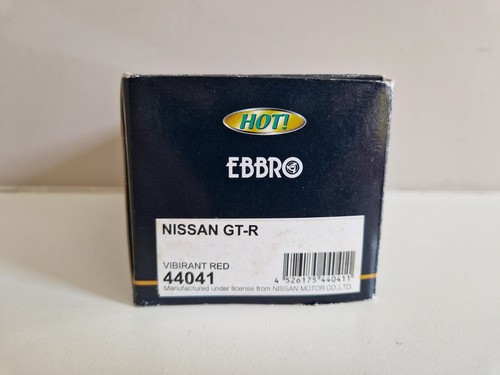 HOT!
EBBRO
NISSAN GT-R
VIBIRANT RED
44041
4 526175 440411
Manufactured under license from NISSAN MOTOR CO.,LTD.